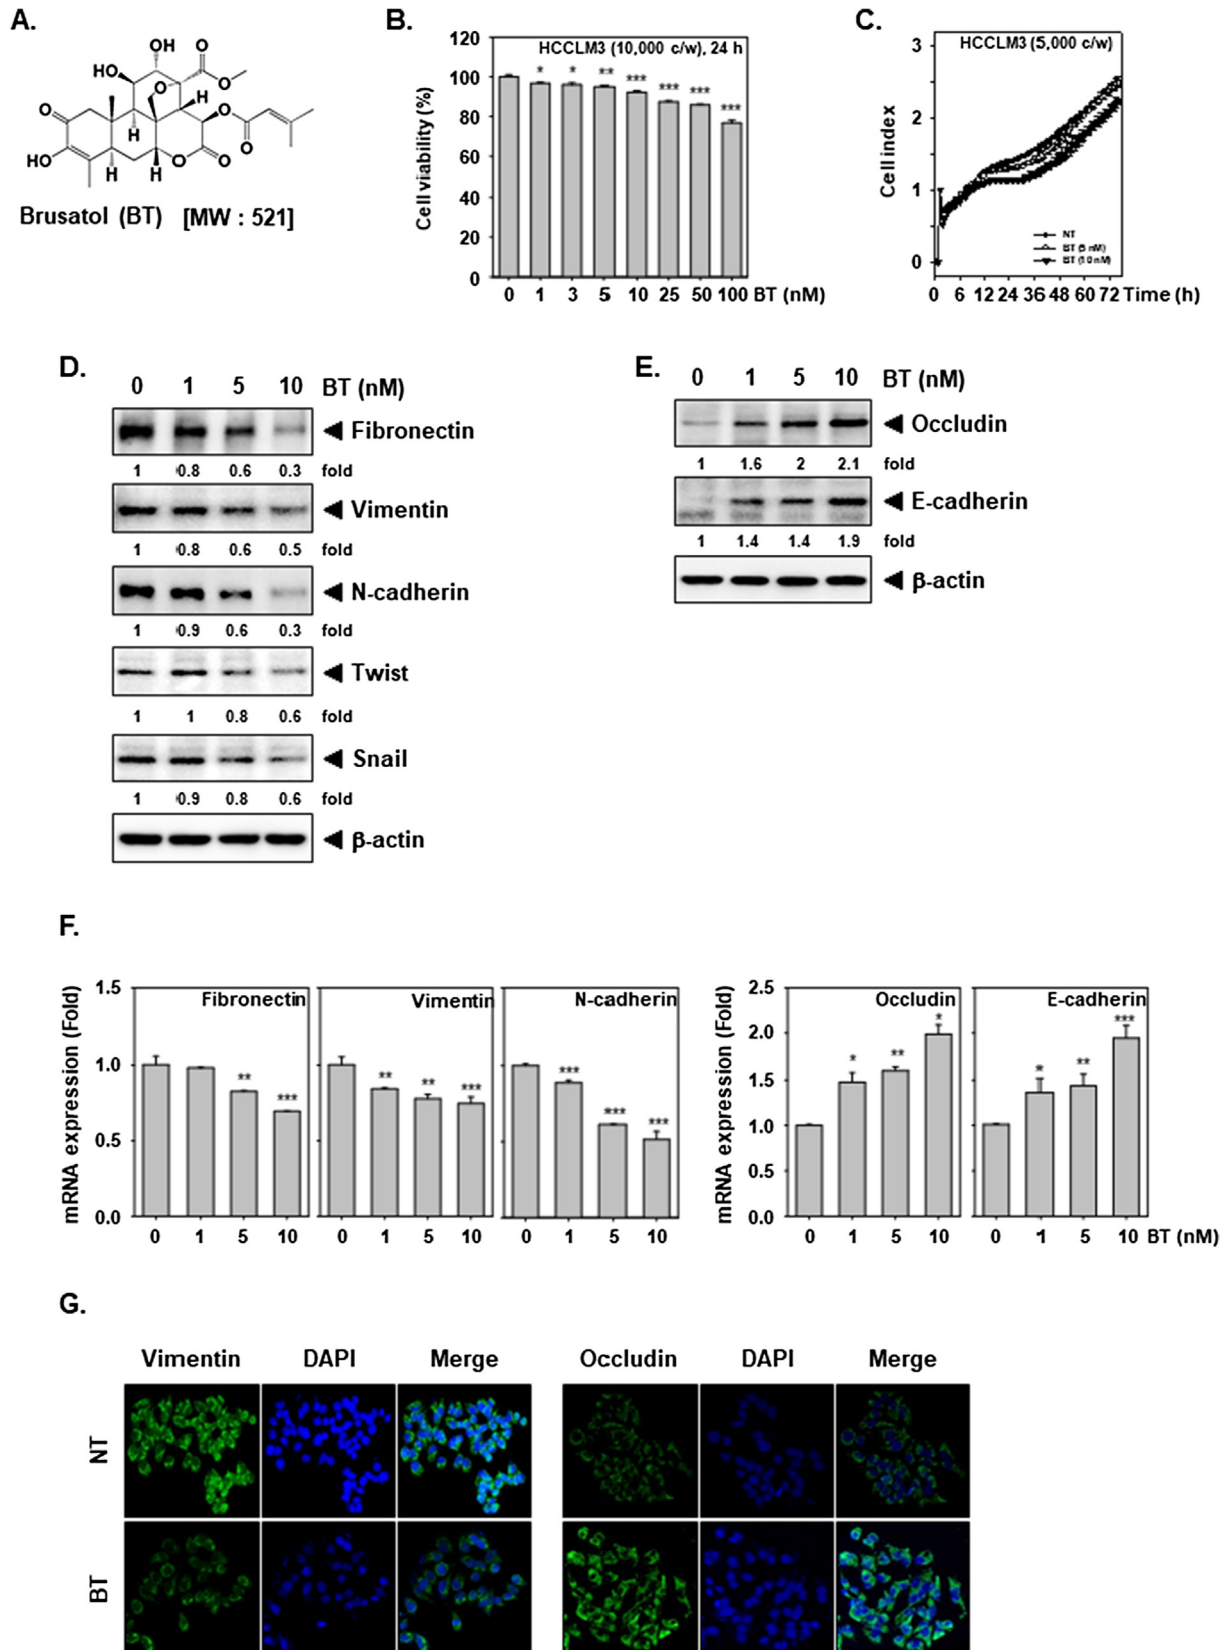 A.
OH
HO
O
O
O
H
O
O
HO
H
H
H
O
O
O
Brusatol (BT) [MW : 521]
B.
HCCLM3 (10,000 c/w), 24 h
Cell viability (%)
120
100
80
60
40
20
0
* * ** *** *** *** ***
0 1 3 5 10 25 50 100 BT (nM)
C.
HCCLM3 (5,000 c/w)
Cell index
3
2
1
0
NT
BT (5 nM)
BT (10 nM)
0 6 12 24 36 48 60 72 Time (h)
D.
0 1 5 10 BT (nM)
Fibronectin
1 0.8 0.6 0.3 fold
Vimentin
1 0.8 0.6 0.5 fold
N-cadherin
1 0.9 0.6 0.3 fold
Twist
1 1 0.8 0.6 fold
Snail
1 0.9 0.8 0.6 fold
β-actin
E.
0 1 5 10 BT (nM)
Occludin
1 1.6 2 2.1 fold
E-cadherin
1 1.4 1.4 1.9 fold
β-actin
F.
mRNA expression (Fold)
1.5
1.0
0.5
0.0
Fibronectin
** ***
0 1 5 10
Vimentin
** ** ***
0 1 5 10
N-cadherin
*** *** ***
0 1 5 10
mRNA expression (Fold)
2.5
2.0
1.5
1.0
0.5
0.0
Occludin
* ** *
0 1 5 10
E-cadherin
* ** ***
0 1 5 10 BT (nM)
G.
Vimentin DAPI Merge
Occludin DAPI Merge
NT
BT